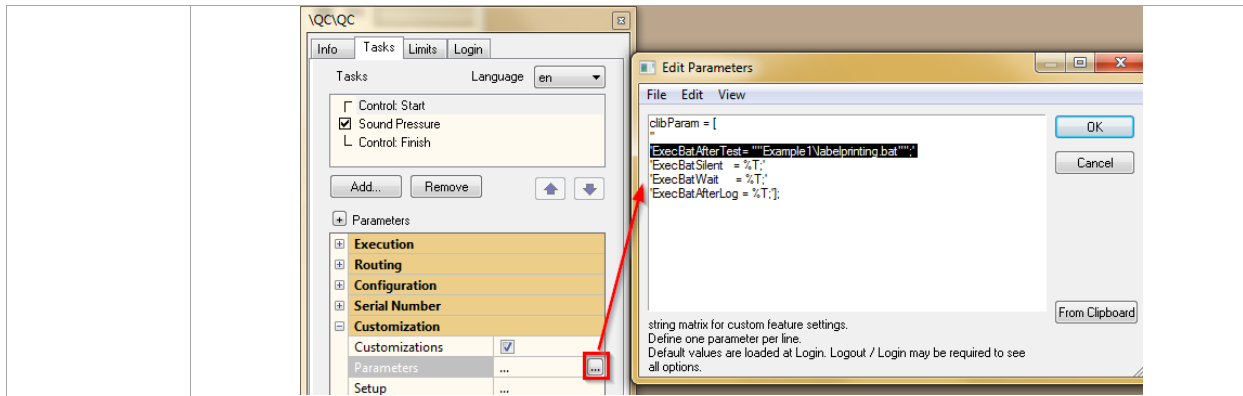 \QC\QC
Info Tasks Limits Login
Tasks Language en
Control: Start
Sound Pressure
Control: Finish
Add... Remove
Parameters
Execution
Routing
Configuration
Serial Number
Customization
Customizations
Parameters ... ...
Setup ...
Edit Parameters
File Edit View
clibParam = [
''
'ExecBatAfterTest= ""Example1\labelprinting.bat"";'
'ExecBatSilent = %T;'
'ExecBatWait = %T;'
'ExecBatAfterLog = %T;'];
OK
Cancel
From Clipboard
string matrix for custom feature settings.
Define one parameter per line.
Default values are loaded at Login. Logout / Login may be required to see
all options.